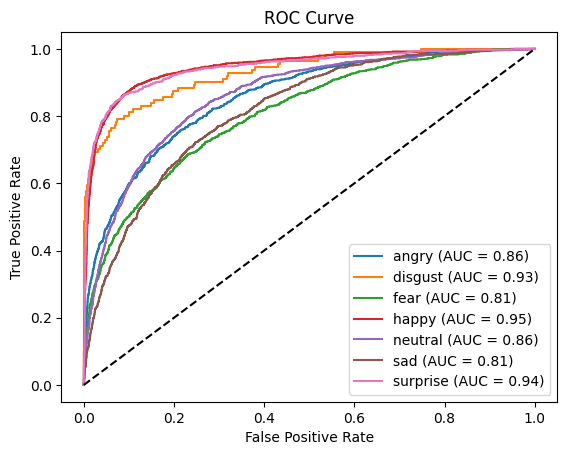 ROC Curve
True Positive Rate
1.0
0.8
0.6
0.4
0.2
0.0
angry (AUC = 0.86)
disgust (AUC = 0.93)
fear (AUC = 0.81)
happy (AUC = 0.95)
neutral (AUC = 0.86)
sad (AUC = 0.81)
surprise (AUC = 0.94)
0.0 0.2 0.4 0.6 0.8 1.0
False Positive Rate